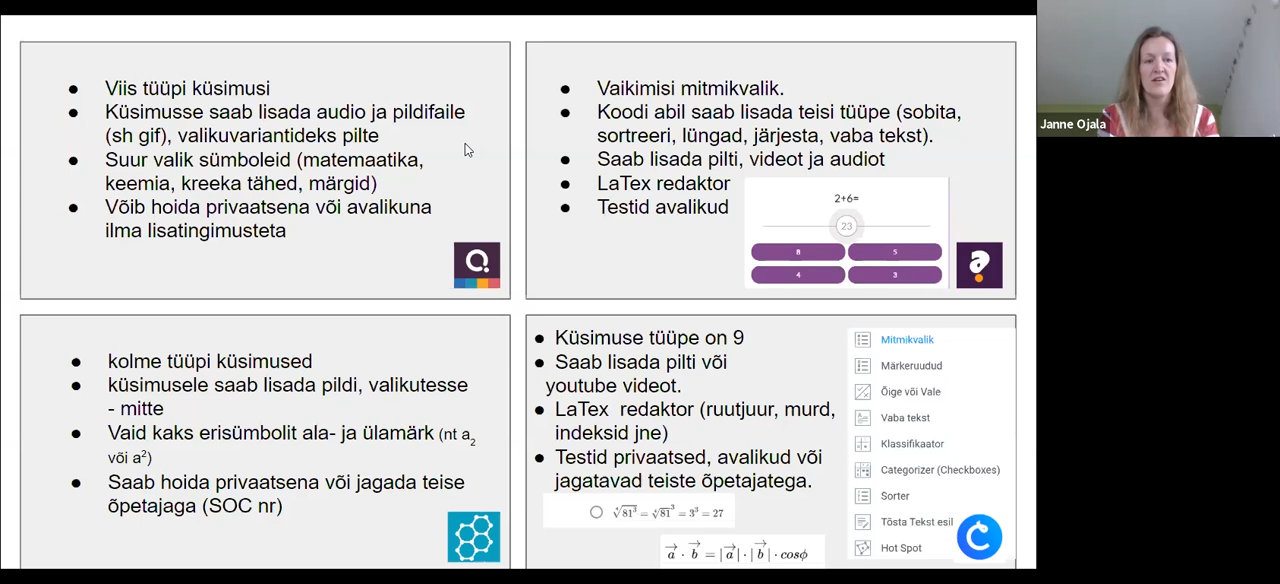 Viis tüüpi küsimusi
Küsimusse saab lisada audio ja pildifaile
(sh gif), valikuvariantideks pilte
Suur valik sümboleid (matemaatika,
keemia, kreeka tähed, märgid)
Võib hoida privaatsena või avalikuna
ilma lisatingimusteta
Vaikimisi mitmikvalik.
Koodi abil saab lisada teisi tüüpe (sobita,
sortreeri, lüngad, järjesta, vaba tekst).
Saab lisada pilti, videot ja audiot
LaTex redaktor
Testid avalikud
2+6=
23
8 5
4 3
Janne Ojala
kolme tüüpi küsimused
küsimusele saab lisada pildi, valikutesse
- mitte
Vaid kaks erisümbolit ala- ja ülamärk (nt a₂
või a²)
Saab hoida privaatsena või jagada teise
õpetajaga (SOC nr)
Küsimuse tüüpe on 9
Saab lisada pilti või
youtube videot.
LaTex redaktor (ruutjuur, murd,
indeksid jne)
Testid privaatsed, avalikud või
jagatavad teiste õpetajatega.
= 3³ = 27
a · b = |a| · |b| · cosϕ
Mitmikvalik
Märkeruudud
Õige või Vale
Vaba tekst
Klassifikaator
Categorizer (Checkboxes)
Sorter
Tõsta Tekst esil
Hot Spot